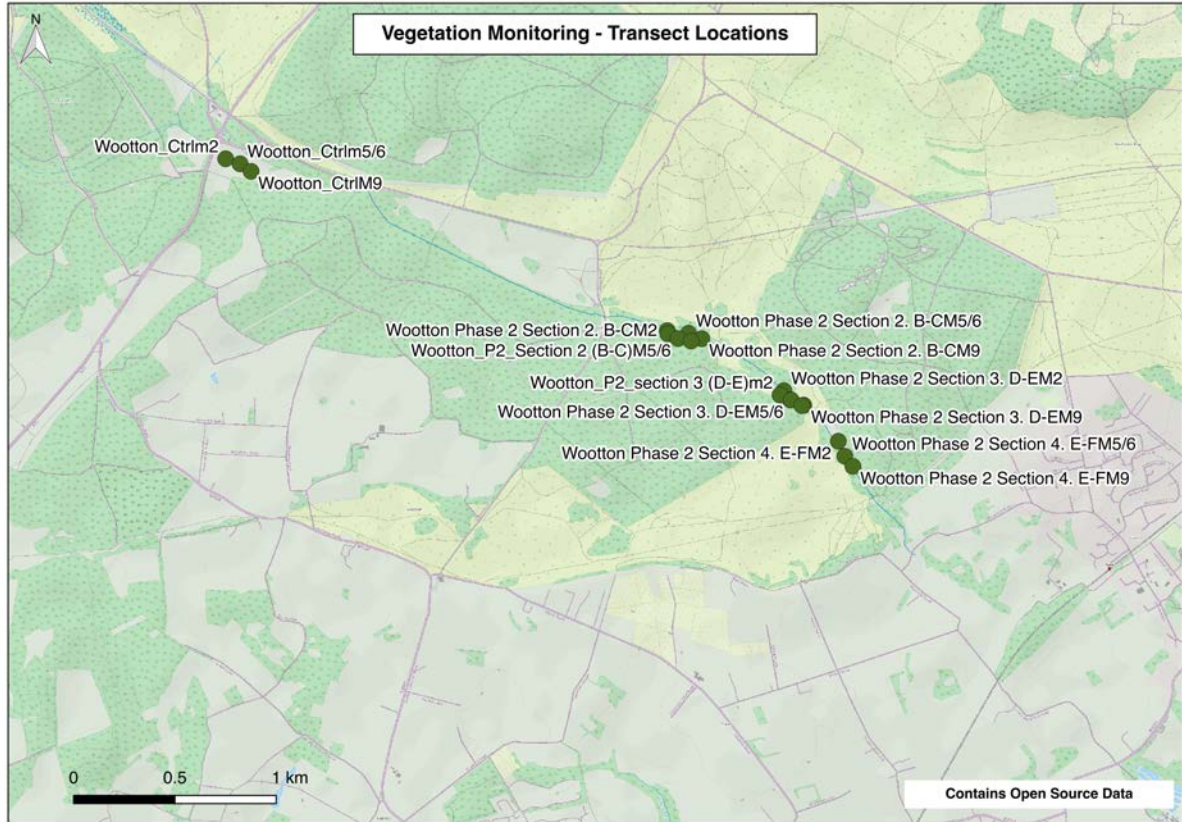 N
Vegetation Monitoring - Transect Locations
Wootton_Ctrlm2
Wootton_Ctrlm5/6
Wootton_CtrlM9
Wootton Phase 2 Section 2. B-CM2
Wootton Phase 2 Section 2. B-CM5/6
Wootton_P2_Section 2 (B-C)M5/6
Wootton Phase 2 Section 2. B-CM9
Wootton_P2_section 3 (D-E)m2
Wootton Phase 2 Section 3. D-EM2
Wootton Phase 2 Section 3. D-EM5/6
Wootton Phase 2 Section 3. D-EM9
Wootton Phase 2 Section 4. E-FM2
Wootton Phase 2 Section 4. E-FM5/6
Wootton Phase 2 Section 4. E-FM9
0 0.5 1 km
Contains Open Source Data